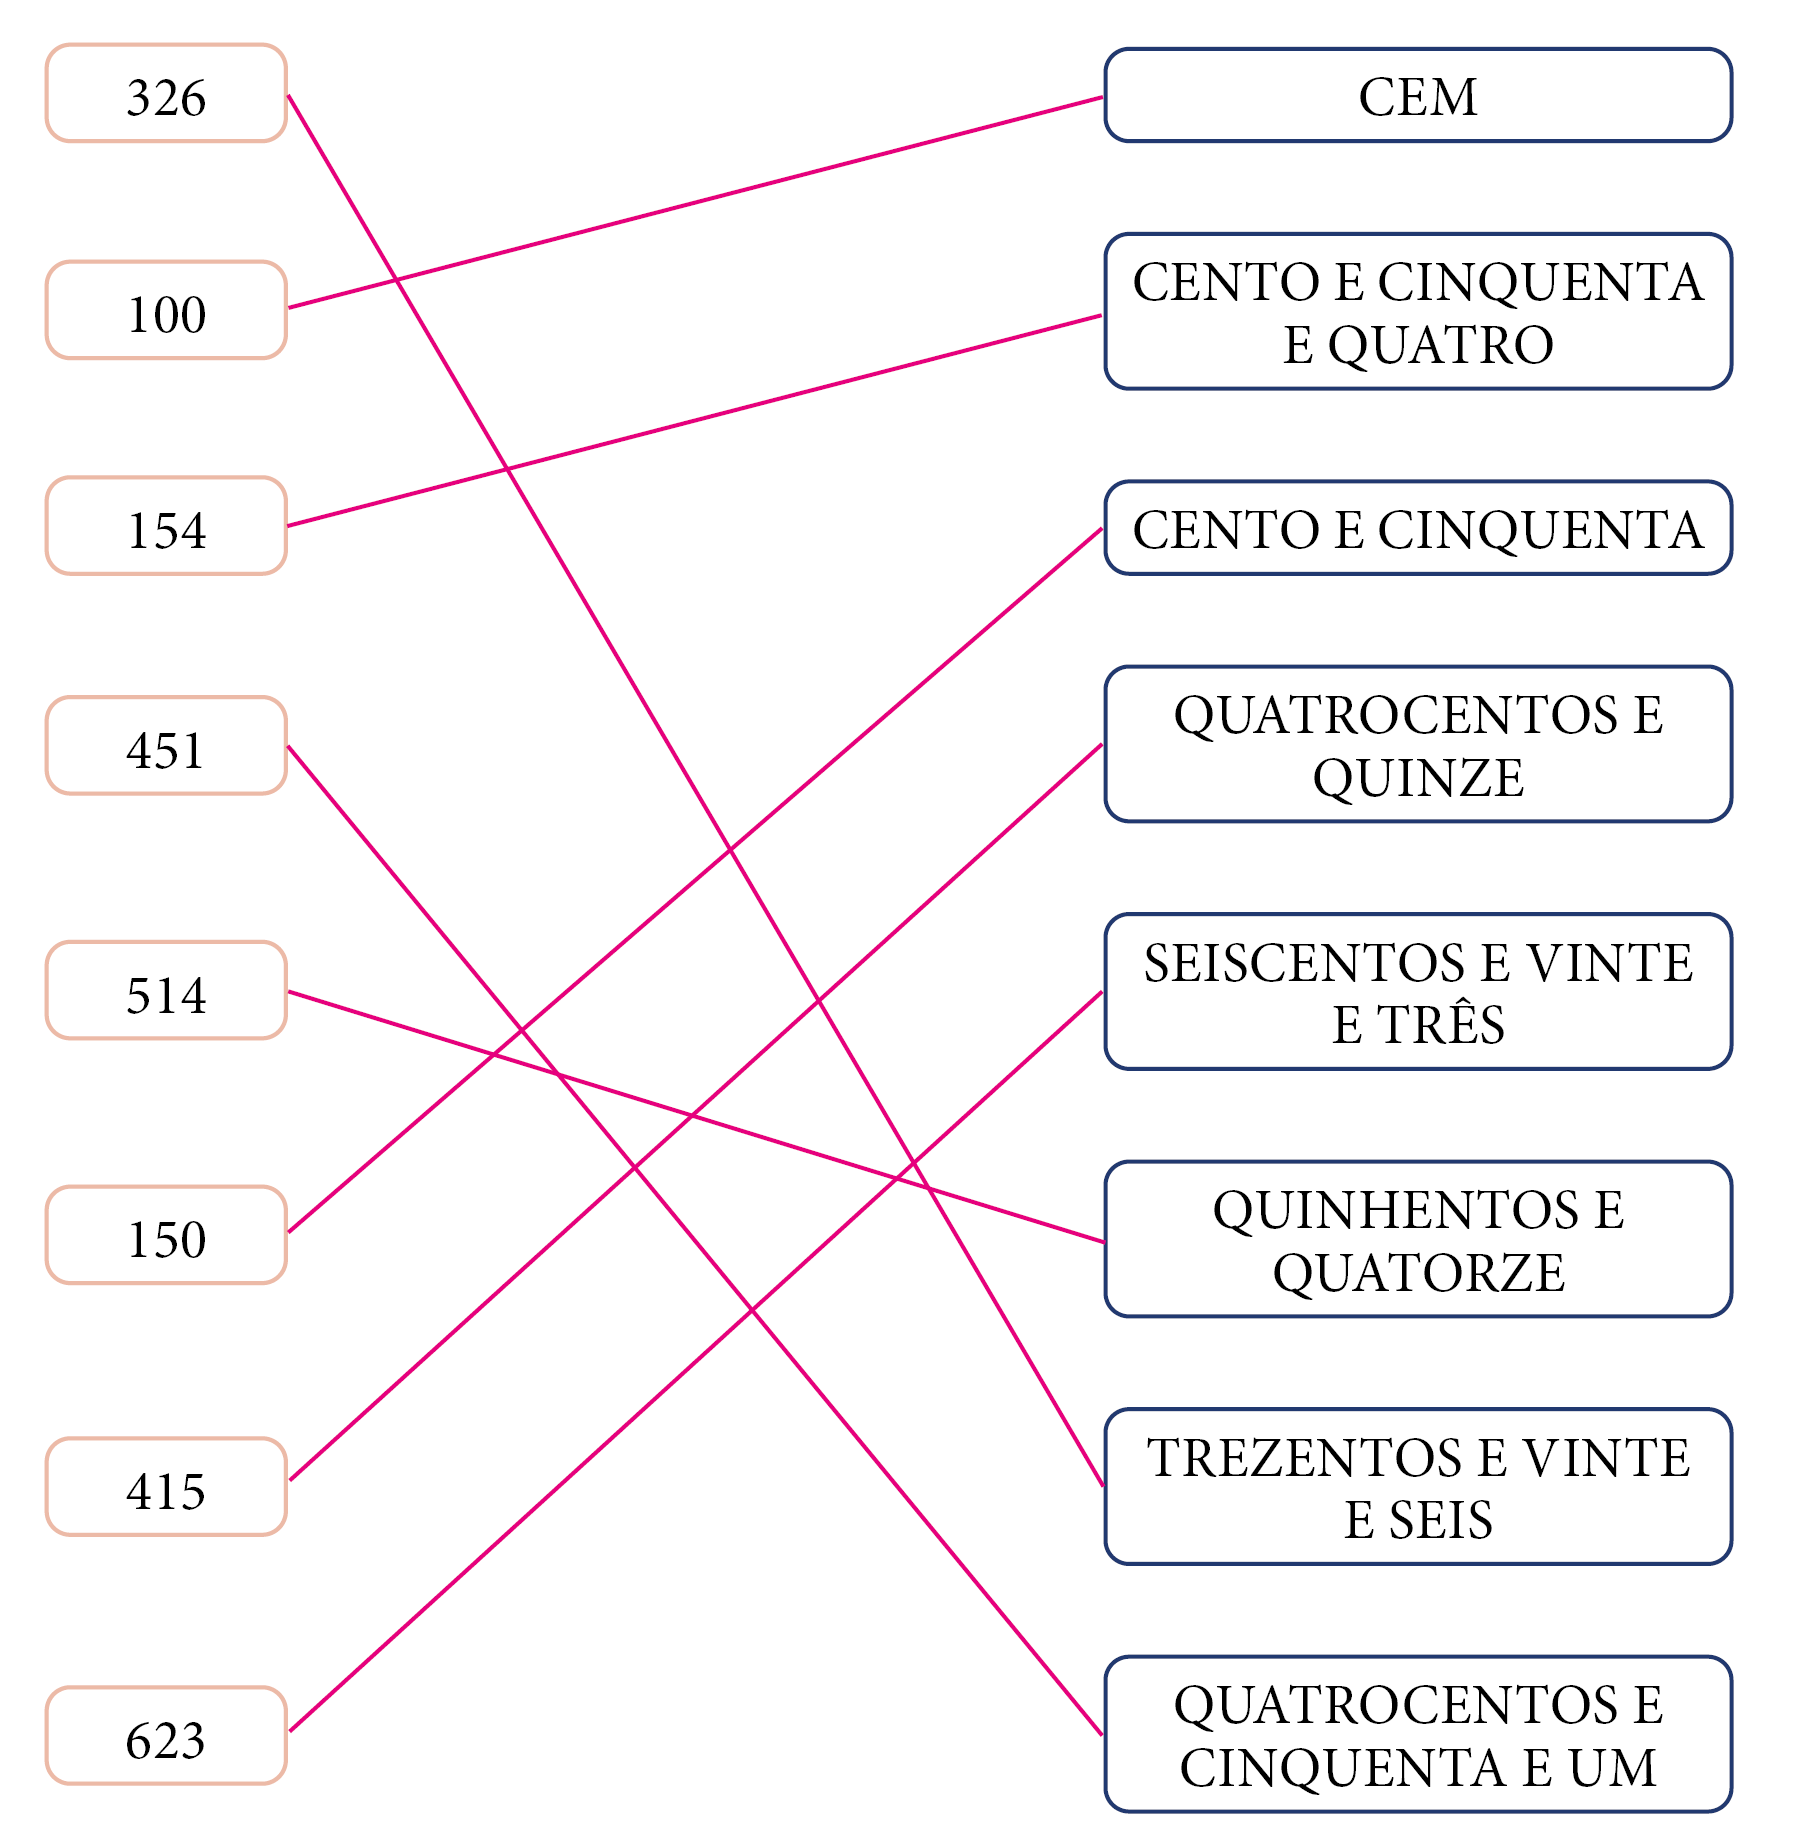 326
100
154
451
514
150
415
623
CEM
CENTO E CINQUENTA
E QUATRO
CENTO E CINQUENTA
QUATROCENTOS E
QUINZE
SEISCENTOS E VINTE
E TRÊS
QUINHENTOS E
QUATORZE
TREZENTOS E VINTE
E SEIS
QUATROCENTOS E
CINQUENTA E UM